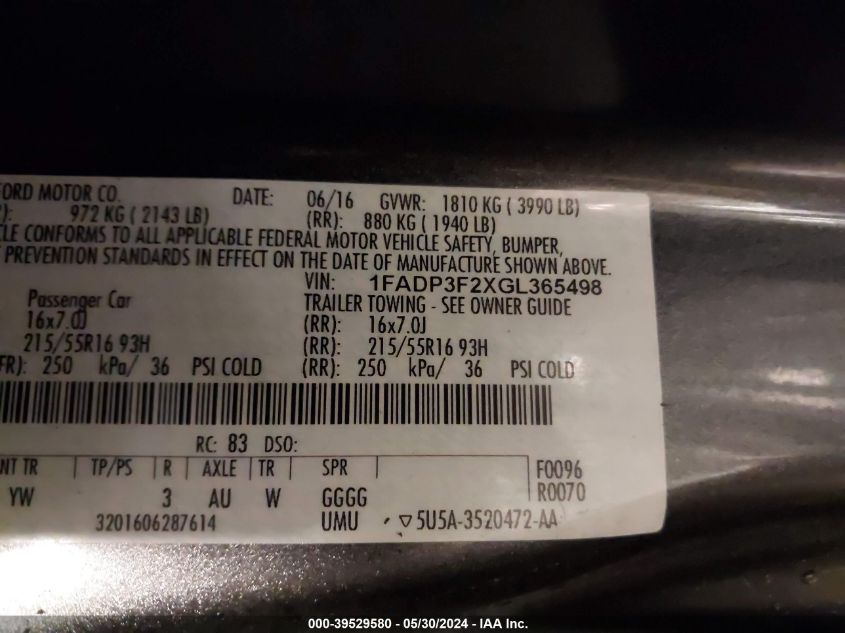 FORD MOTOR CO. DATE: 06/16 GVWR: 1810 KG ( 3990 LB)
972 KG ( 2143 LB) (RR): 880 KG ( 1940 LB)
CONFORMS TO ALL APPLICABLE FEDERAL MOTOR VEHICLE SAFETY, BUMPER,
PREVENTION STANDARDS IN EFFECT ON THE DATE OF MANUFACTURE SHOWN ABOVE.
VIN: 1FADP3F2XGL365498
Passenger Car TRAILER TOWING - SEE OWNER GUIDE
16x7.0J (RR): 16x7.0J
215/55R16 93H (RR): 215/55R16 93H
FR): 250 kPa/ 36 PSI COLD (RR): 250 kPa/ 36 PSI COLD
RC: 83 DSO:
NT TR TP/PS R AXLE TR SPR F0096
YW 3 AU W GGGG R0070
3201606287614 UMU ▽ 5U5A-3520472-AA
000-39529580 - 05/30/2024 - IAA Inc.